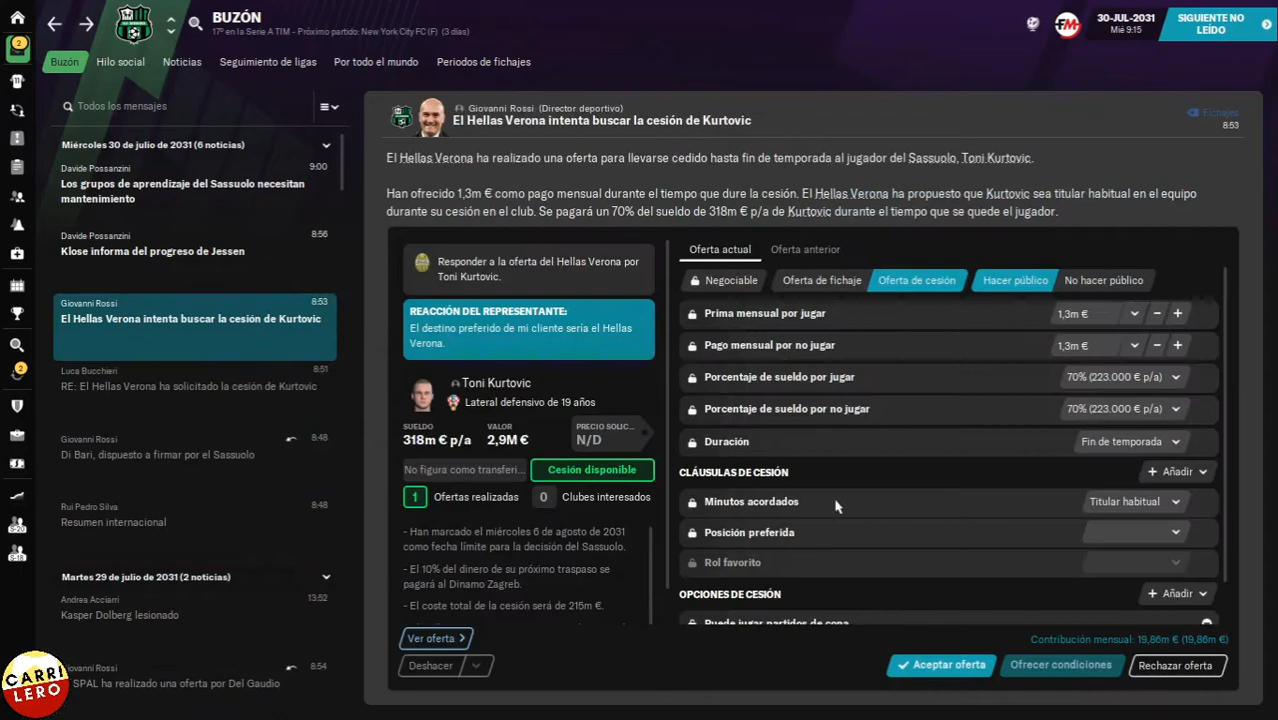 BUZÓN
17º en la Serie A TIM - Próximo partido: New York City FC (F) (3 días)
FM
30-JUL-2031
Mié 9:15
SIGUIENTE NO
LEÍDO
2
Buzón
Hilo social
Noticias
Seguimiento de ligas
Por todo el mundo
Periodos de fichajes
Todos los mensajes
Miércoles 30 de julio de 2031 (6 noticias)
Davide Possanzini
9:00
Los grupos de aprendizaje del Sassuolo necesitan
mantenimiento
Davide Possanzini
8:56
Klose informa del progreso de Jessen
Giovanni Rossi
8:53
El Hellas Verona intenta buscar la cesión de Kurtovic
Luca Bucchieri
8:51
RE: El Hellas Verona ha solicitado la cesión de Kurtovic
Giovanni Rossi
8:48
Di Bari, dispuesto a firmar por el Sassuolo
Rui Pedro Silva
8:48
Resumen internacional
Martes 29 de julio de 2031 (2 noticias)
Andrea Acciarri
13:52
Kasper Dolberg lesionado
Giovanni Rossi
8:54
SPAL ha realizado una oferta por Del Gaudio
11
2
S-20
S-18
CARRI
LERO
Giovanni Rossi (Director deportivo)
El Hellas Verona intenta buscar la cesión de Kurtovic
Fichajes
8:53
El Hellas Verona ha realizado una oferta para llevarse cedido hasta fin de temporada al jugador del Sassuolo, Toni Kurtovic.
Han ofrecido 1,3m € como pago mensual durante el tiempo que dure la cesión. El Hellas Verona ha propuesto que Kurtovic sea titular habitual en el equipo
durante su cesión en el club. Se pagará un 70% del sueldo de 318m € p/a de Kurtovic durante el tiempo que se quede el jugador.
Responder a la oferta del Hellas Verona por
Toni Kurtovic.
REACCIÓN DEL REPRESENTANTE:
El destino preferido de mi cliente sería el Hellas
Verona.
Toni Kurtovic
Lateral defensivo de 19 años
SUELDO
318m € p/a
VALOR
2,9M €
PRECIO SOLIC...
N/D
No figura como transferi...
Cesión disponible
1
Ofertas realizadas
0
Clubes interesados
- Han marcado el miércoles 6 de agosto de 2031
como fecha límite para la decisión del Sassuolo.
- El 10% del dinero de su próximo traspaso se
pagará al Dinamo Zagreb.
- El coste total de la cesión será de 215m €.
Ver oferta
Deshacer
Oferta actual
Oferta anterior
Negociable
Oferta de fichaje
Oferta de cesión
Hacer público
No hacer público
Prima mensual por jugar
1,3m €
Pago mensual por no jugar
1,3m €
Porcentaje de sueldo por jugar
70% (223.000 € p/a)
Porcentaje de sueldo por no jugar
70% (223.000 € p/a)
Duración
Fin de temporada
CLÁUSULAS DE CESIÓN
+ Añadir
Minutos acordados
Titular habitual
Posición preferida
Rol favorito
OPCIONES DE CESIÓN
+ Añadir
Puede jugar partidos de copa
Contribución mensual: 19,86m € (19,86m €)
Aceptar oferta
Ofrecer condiciones
Rechazar oferta